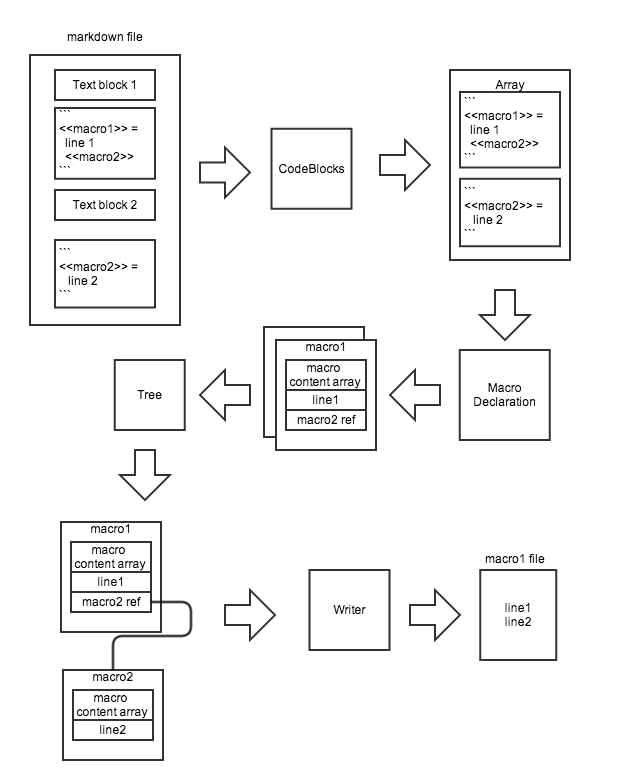 markdown file
Text block 1
```
<<macro1>> =
line 1
<<macro2>>
```
Text block 2
```
<<macro2>> =
line 2
```
CodeBlocks
Array
```
<<macro1>> =
line 1
<<macro2>>
```
```
<<macro2>> =
line 2
```
Macro
Declaration
macro1
macro
content array
line1
macro2 ref
Tree
macro1
macro
content array
line1
macro2 ref
macro2
macro
content array
line2
Writer
macro1 file
line1
line2